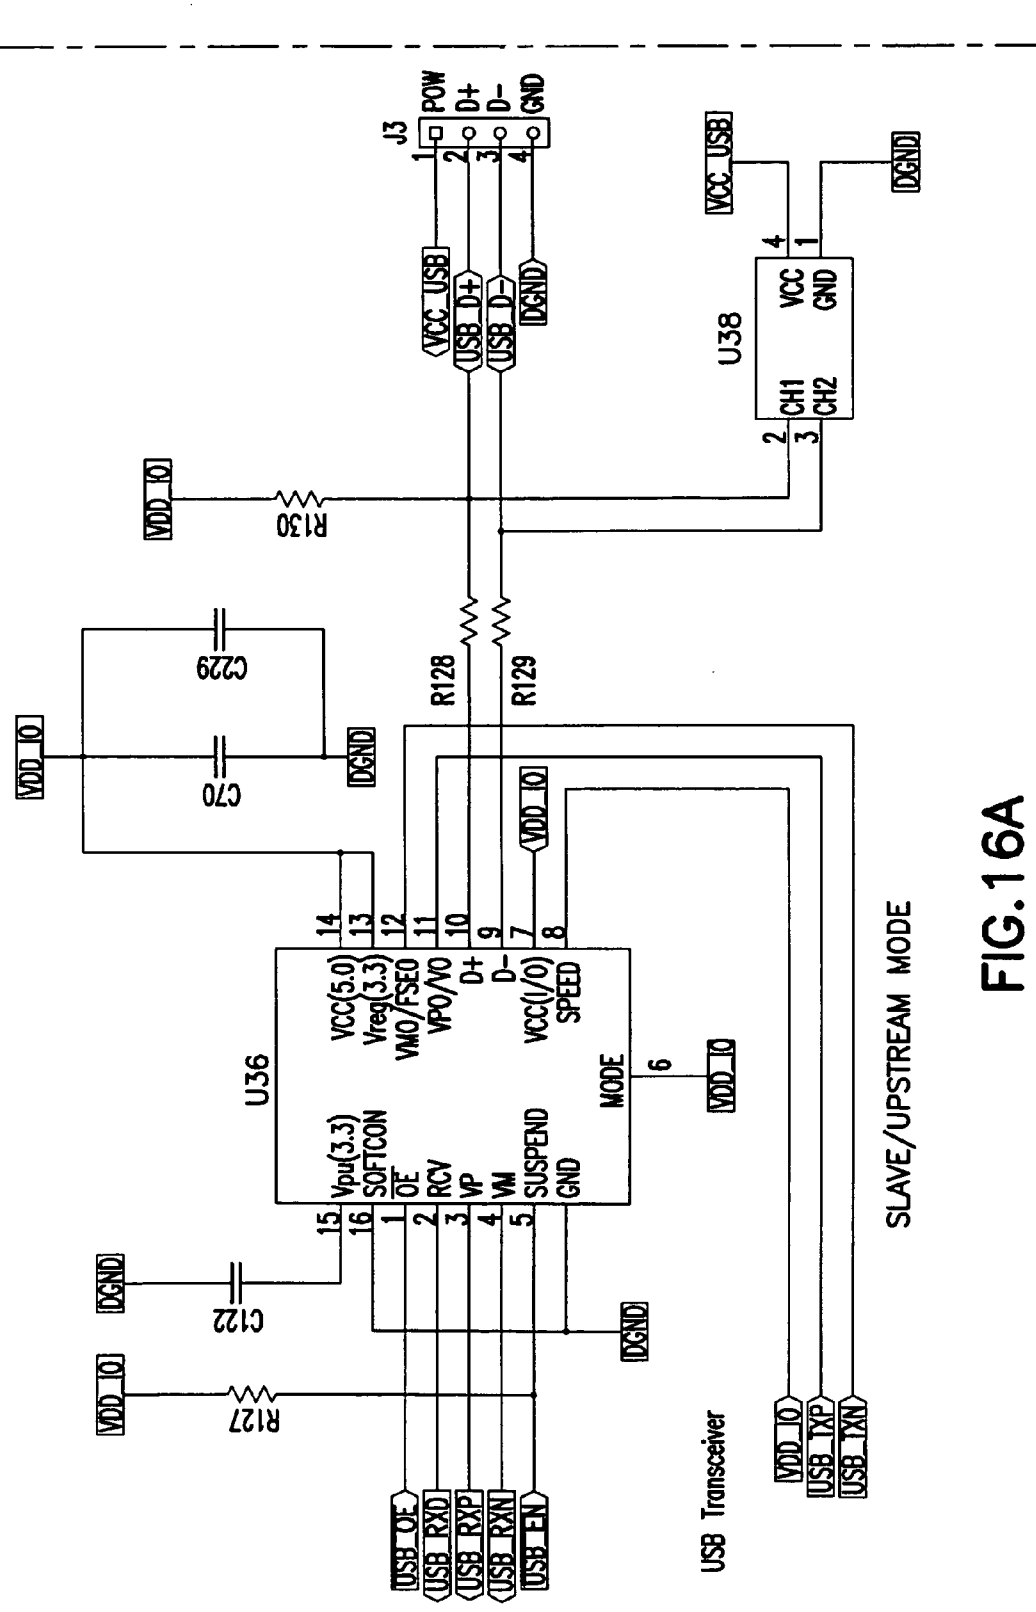 J3
1 POW
2 D+
3 D-
4 GND
VCC_USB
USB_D+
USB_D-
DGND
VCC_USB
DGND
4 1
VCC
GND
U38
CH1
CH2
2 3
VDD_IO
R130
C229
VDD_IO
C70
DGND
R128
R129
VDD_IO
14 VCC(5.0)
13 Vreg(3.3)
12 VMO/FSEO
11 VPO/VO
10 D+
9 D-
7 VCC(I/O)
8 SPEED
U36
MODE
6
VDD_IO
15 Vpu(3.3)
16 SOFTCON
1 OE
2 RCV
3 VP
4 VM
5 SUSPEND
GND
DGND
C122
DGND
VDD_IO
R127
USB_OE
USB_RXD
USB_RXP
USB_RXN
USB_EN
VDD_IO
USB_TXP
USB_TXN
USB Transceiver
SLAVE/UPSTREAM MODE
FIG.16A